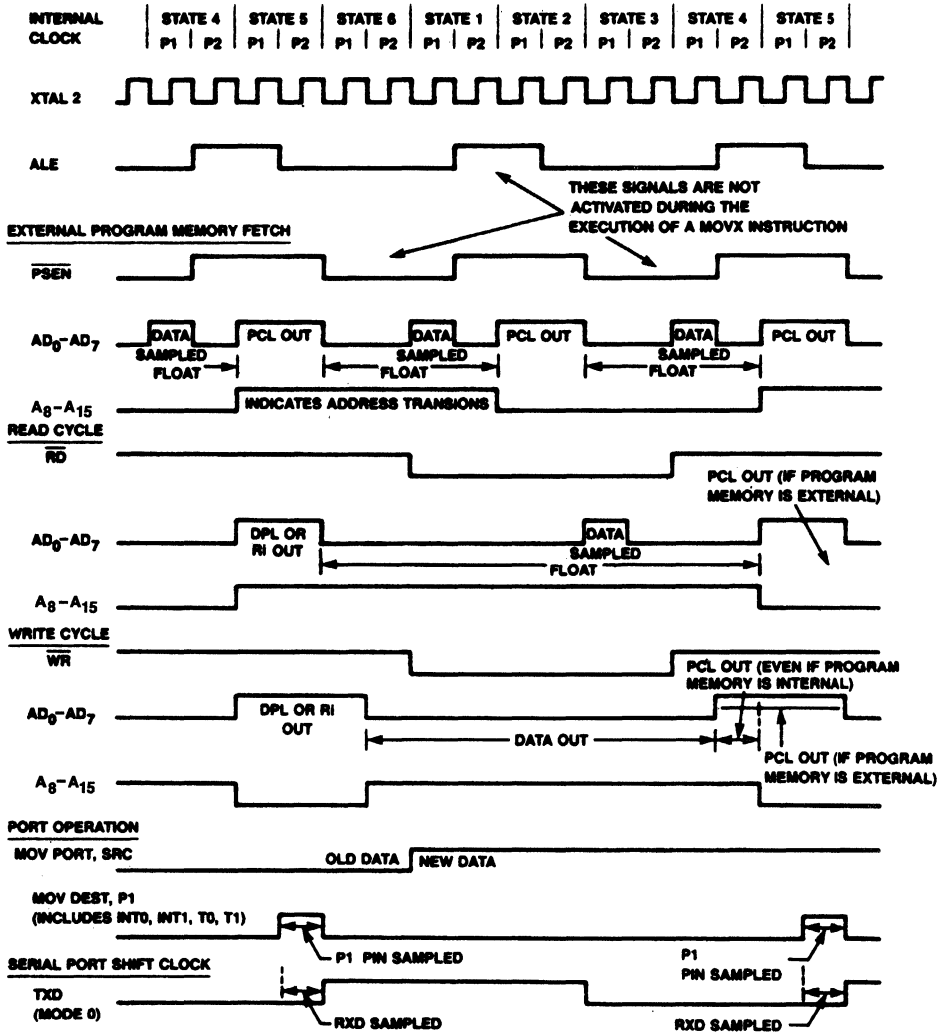 INTERNAL CLOCK
STATE 4 STATE 5 STATE 6 STATE 1 STATE 2 STATE 3 STATE 4 STATE 5
P1 P2 P1 P2 P1 P2 P1 P2 P1 P2 P1 P2 P1 P2 P1 P2
XTAL 2
ALE
THESE SIGNALS ARE NOT
ACTIVATED DURING THE
EXECUTION OF A MOVX INSTRUCTION
EXTERNAL PROGRAM MEMORY FETCH
PSEN
AD0-AD7
DATA PCL OUT DATA PCL OUT DATA PCL OUT
SAMPLED SAMPLED SAMPLED
FLOAT FLOAT FLOAT
A8-A15
INDICATES ADDRESS TRANSIONS
READ CYCLE
RD
PCL OUT (IF PROGRAM
MEMORY IS EXTERNAL)
AD0-AD7
DPL OR
RI OUT
DATA
SAMPLED
FLOAT
A8-A15
WRITE CYCLE
WR
PCL OUT (EVEN IF PROGRAM
MEMORY IS INTERNAL)
AD0-AD7
DPL OR RI
OUT
DATA OUT
PCL OUT (IF PROGRAM
MEMORY IS EXTERNAL)
A8-A15
PORT OPERATION
MOV PORT, SRC
OLD DATA NEW DATA
MOV DEST, P1
(INCLUDES INT0, INT1, T0, T1)
P1 PIN SAMPLED
P1
PIN SAMPLED
SERIAL PORT SHIFT CLOCK
TXD
(MODE 0)
RXD SAMPLED
RXD SAMPLED